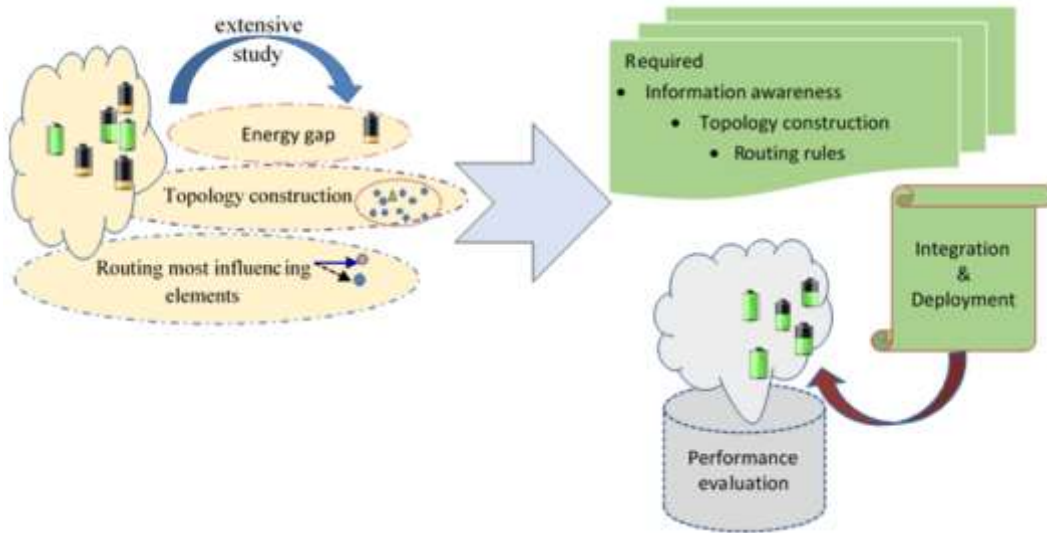 extensive
study
Energy gap
Topology construction
Routing most influencing
elements
Required
• Information awareness
• Topology construction
• Routing rules
Integration
&
Deployment
Performance
evaluation